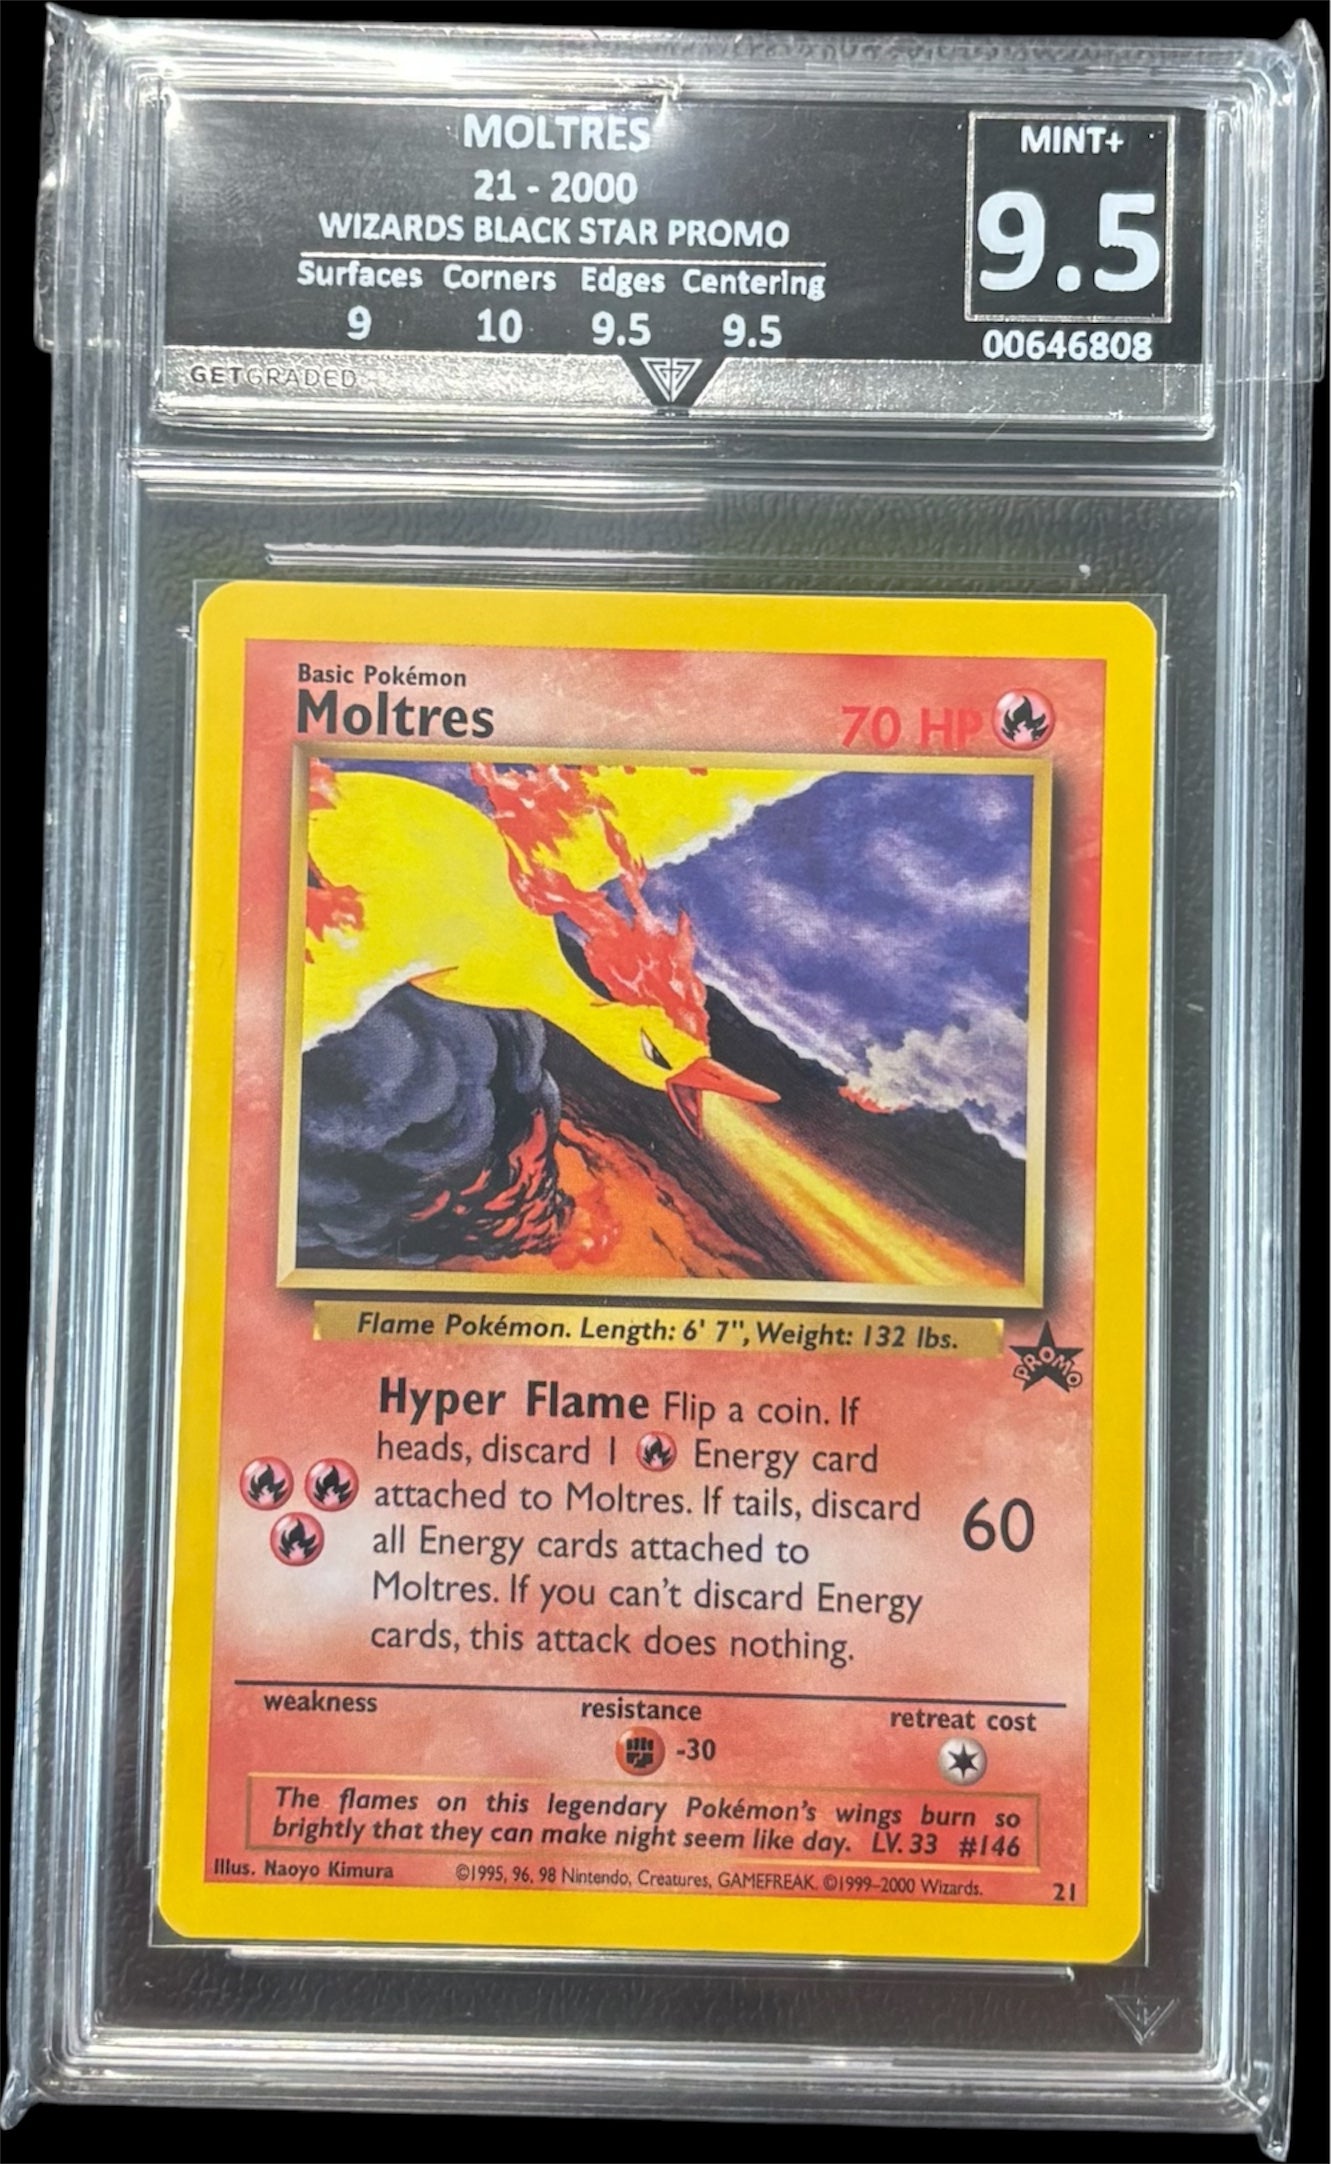 MOLTRES
21 - 2000
WIZARDS BLACK STAR PROMO
Surfaces Corners Edges Centering
9 10 9.5 9.5
MINT+
9.5
00646808
GETGRADED
Basic Pokémon
Moltres
70 HP
Flame Pokémon. Length: 6' 7", Weight: 132 lbs.
PROMO
Hyper Flame Flip a coin. If
heads, discard 1 Energy card
attached to Moltres. If tails, discard
all Energy cards attached to
Moltres. If you can't discard Energy
cards, this attack does nothing.
60
weakness resistance retreat cost
-30
The flames on this legendary Pokémon's wings burn so
brightly that they can make night seem like day. LV. 33 #146
Illus. Naoyo Kimura ©1995, 96, 98 Nintendo, Creatures, GAMEFREAK. ©1999–2000 Wizards. 21